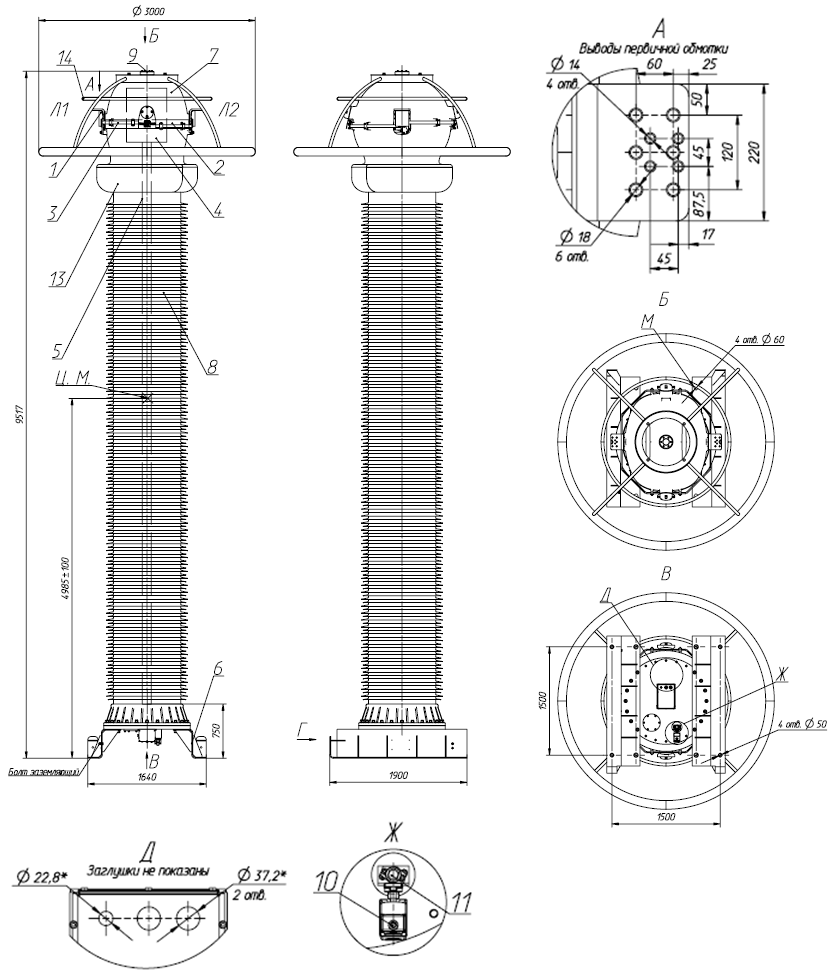 Ø 3000
Б
9
7
14
А
Л1
Л2
1
2
3
4
13
5
8
Ц. М.
9517
4985±100
6
750
Болт заземляющий
В
1640
Г
1900
А
Выводы первичной обмотки
Ø 14
4 отв.
60
25
50
45
120
220
87,5
Ø 18
6 отв.
17
45
Б
М
4 отв. Ø 60
В
Д
Ж
1500
4 отв. Ø 50
1500
Д
Заглушки не показаны
Ø 22,8*
Ø 37,2*
2 отв.
Ж
10
11